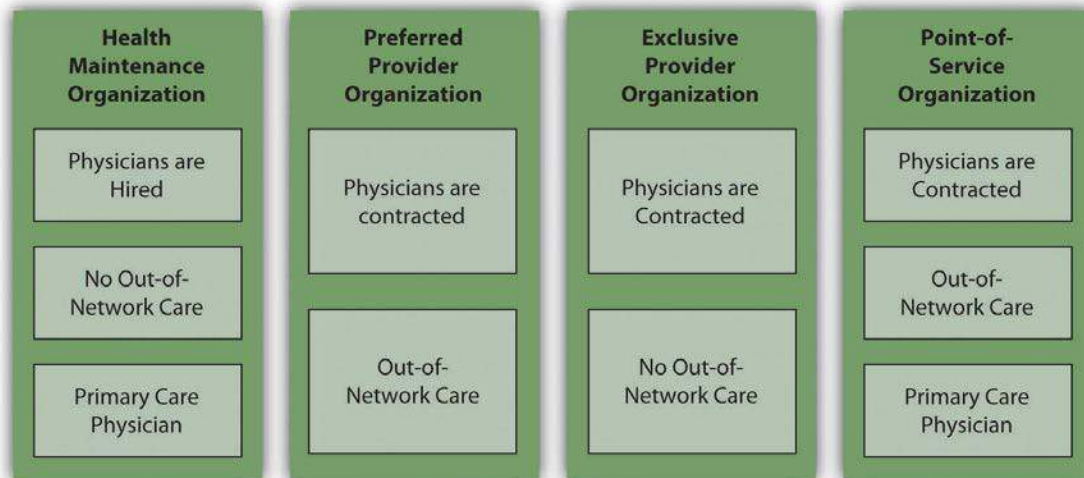 Health
Maintenance
Organization
Physicians are
Hired
No Out-of-
Network Care
Primary Care
Physician
Preferred
Provider
Organization
Physicians are
contracted
Out-of-
Network Care
Exclusive
Provider
Organization
Physicians are
Contracted
No Out-of-
Network Care
Point-of-
Service
Organization
Physicians are
Contracted
Out-of-
Network Care
Primary Care
Physician